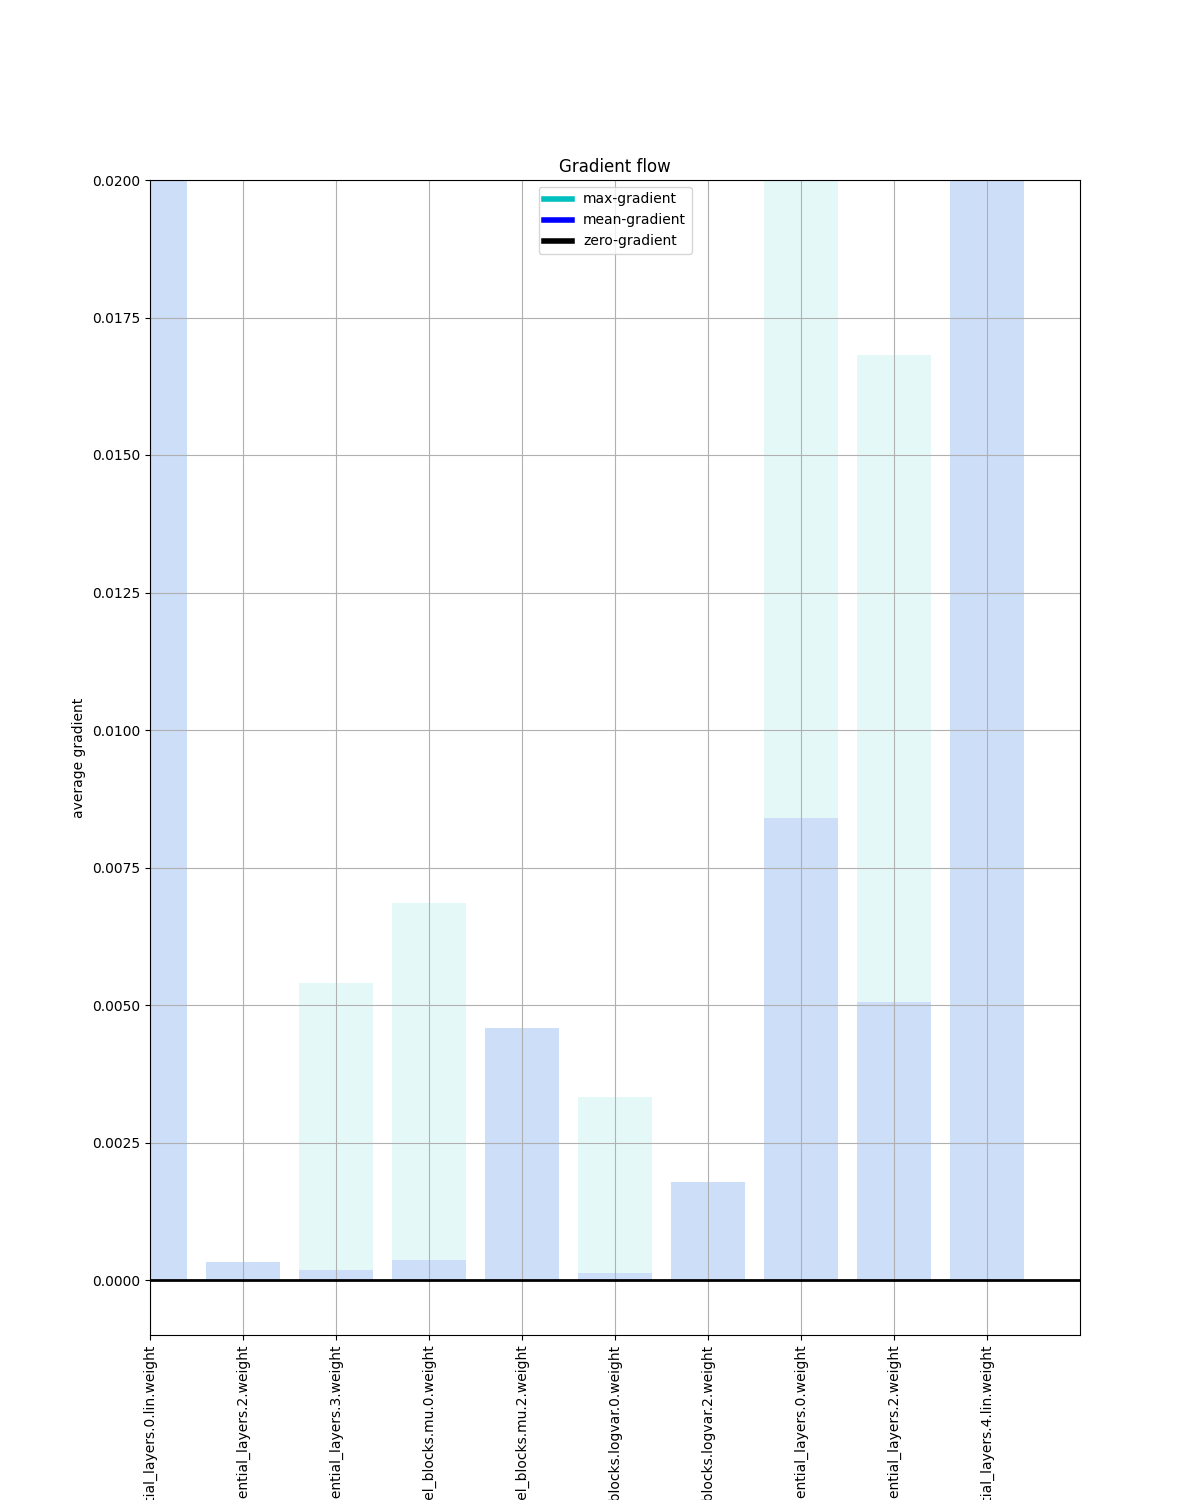 Gradient flow
max-gradient
mean-gradient
zero-gradient
average gradient
0.0200
0.0175
0.0150
0.0125
0.0100
0.0075
0.0050
0.0025
0.0000
tial_layers.0.lin.weight
ential_layers.2.weight
ential_layers.3.weight
el_blocks.mu.0.weight
el_blocks.mu.2.weight
blocks.logvar.0.weight
blocks.logvar.2.weight
ential_layers.0.weight
ential_layers.2.weight
tial_layers.4.lin.weight